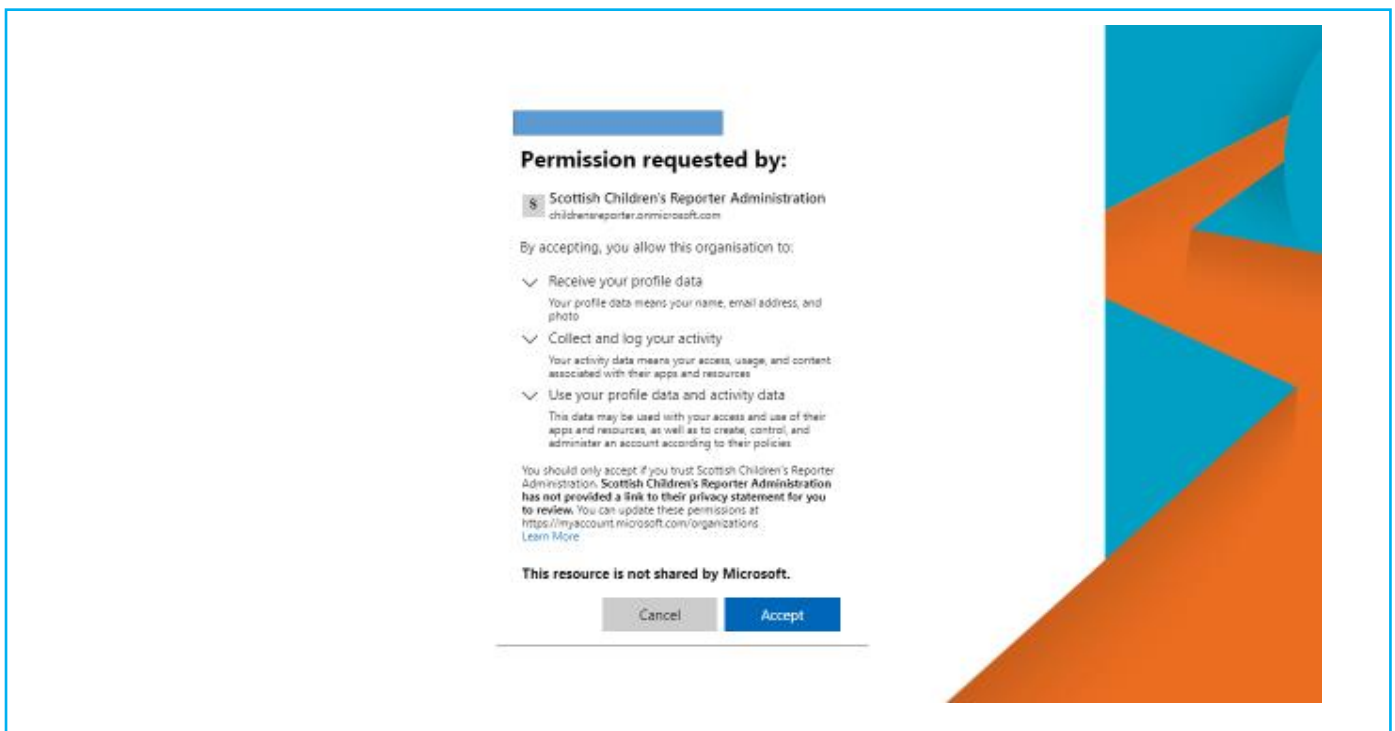 Permission requested by:
S Scottish Children's Reporter Administration
childrensreporter.onmicrosoft.com
By accepting, you allow this organisation to:
Receive your profile data
Your profile data means your name, email address, and
photo
Collect and log your activity
Your activity data means your access, usage, and content
associated with their apps and resources
Use your profile data and activity data
This data may be used with your access and use of their
apps and resources, as well as to create, control, and
administer an account according to their policies
You should only accept if you trust Scottish Children's Reporter
Administration. Scottish Children's Reporter Administration
has not provided a link to their privacy statement for you
to review. You can update these permissions at
https://myaccount.microsoft.com/organizations
Learn More
This resource is not shared by Microsoft.
Cancel Accept